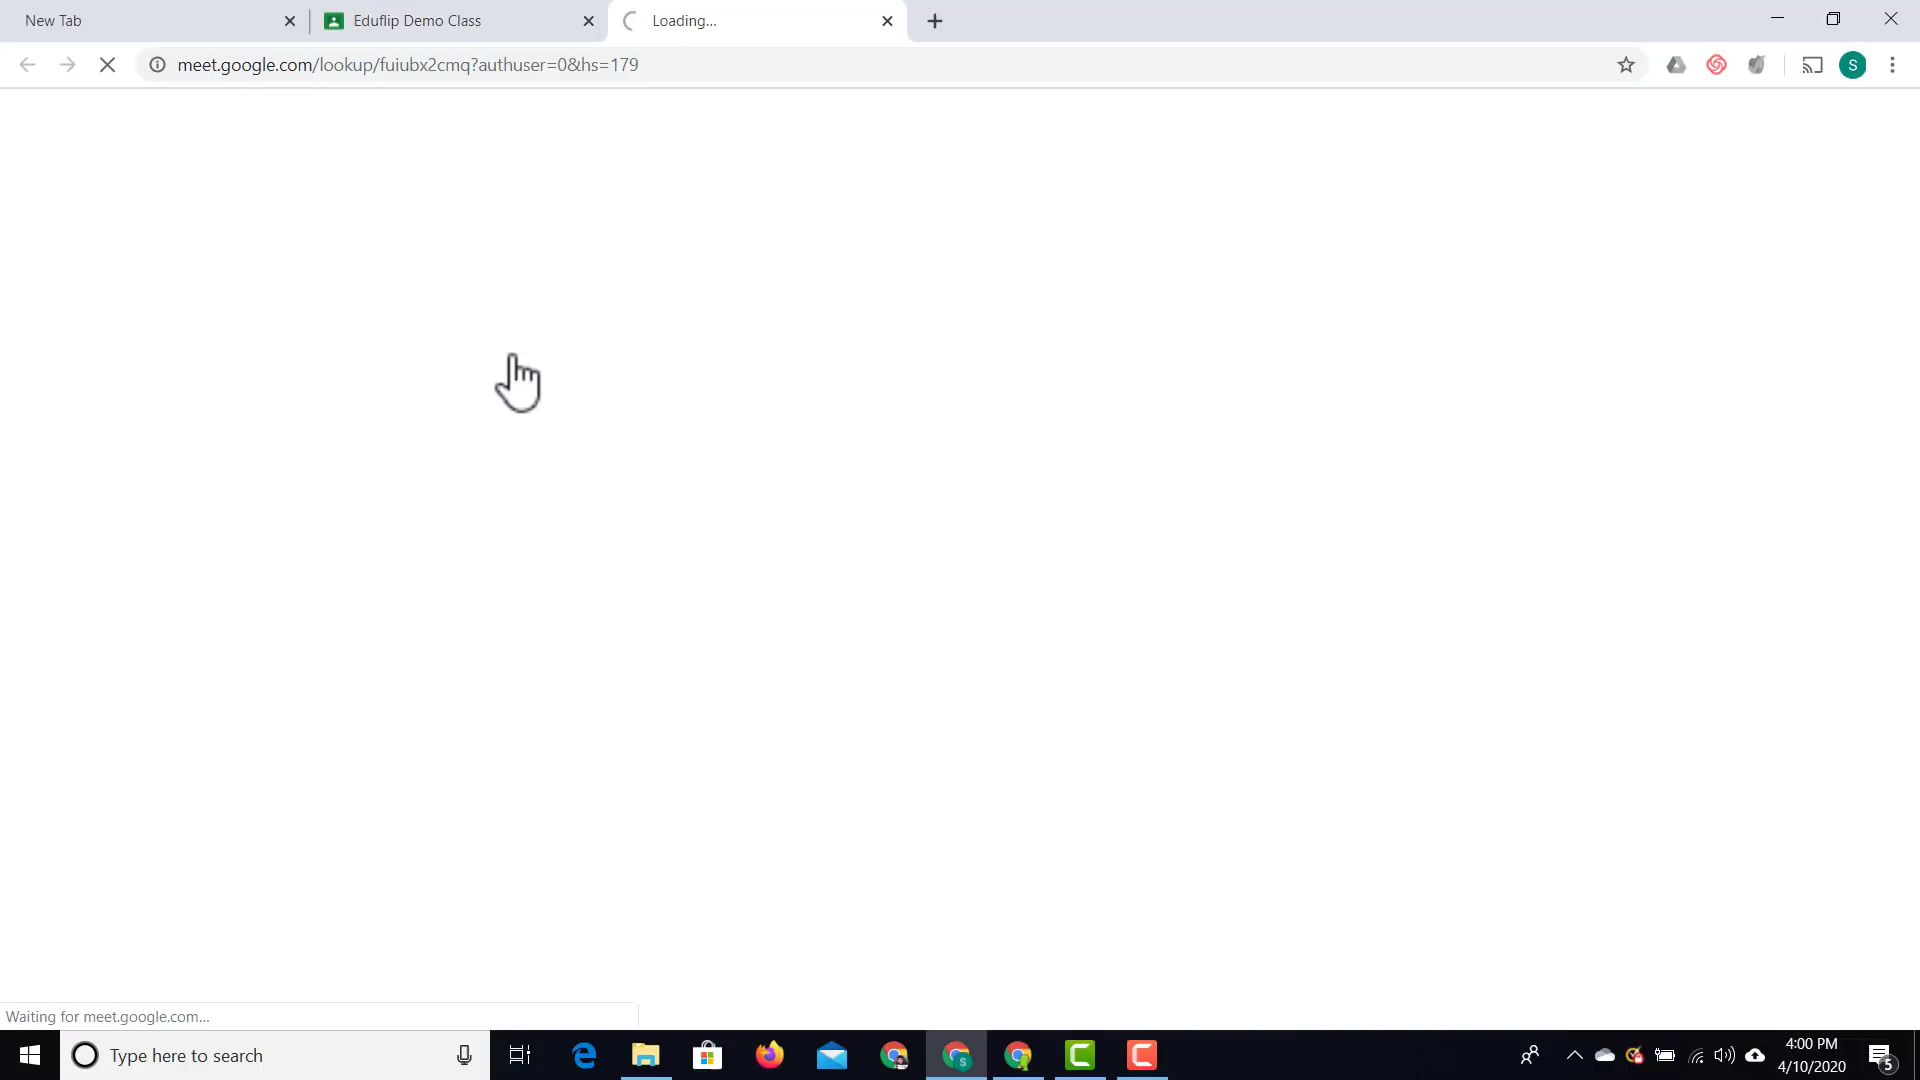 New Tab
Eduflip Demo Class
Loading...
meet.google.com/lookup/fuiubx2cmq?authuser=0&hs=179
S
Waiting for meet.google.com...
Type here to search
S
4:00 PM
4/10/2020
5